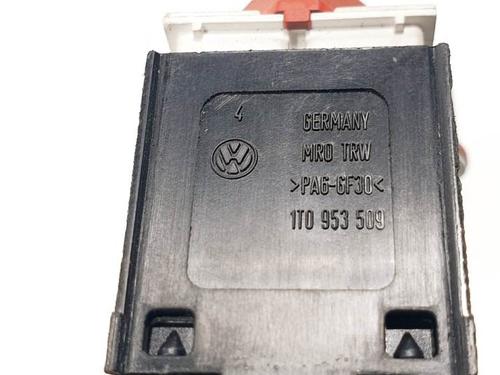 4
GERMANY
MRO TRW
>PA6-GF30<
1T0 953 509